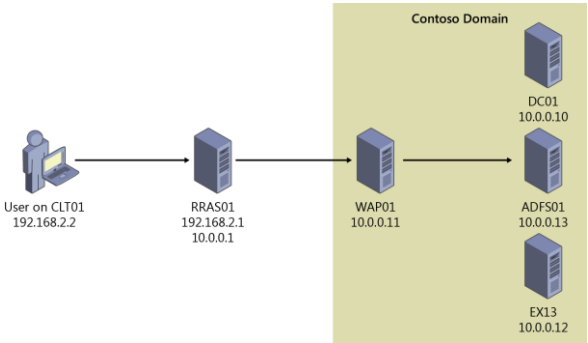 Contoso Domain
DC01
10.0.0.10
User on CLT01
192.168.2.2
RRAS01
192.168.2.1
10.0.0.1
WAP01
10.0.0.11
ADFS01
10.0.0.13
EX13
10.0.0.12